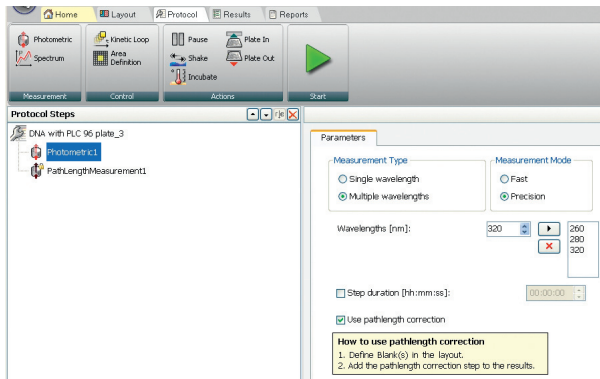 Home Layout Protocol Results Reports
Photometric Kinetic Loop Pause Plate In
Spectrum Area Definition Shake Plate Out
Incubate
Measurement Control Actions Start
Protocol Steps
DNA with PLC 96 plate_3
Photometric1
PathLengthMeasurement1
Parameters
Measurement Type Measurement Mode
Single wavelength Fast
Multiple wavelengths Precision
Wavelengths [nm]: 320 260
280
320
Step duration [hh:mm:ss]: 00:00:00
Use pathlength correction
How to use pathlength correction
1. Define Blank(s) in the layout.
2. Add the pathlength correction step to the results.